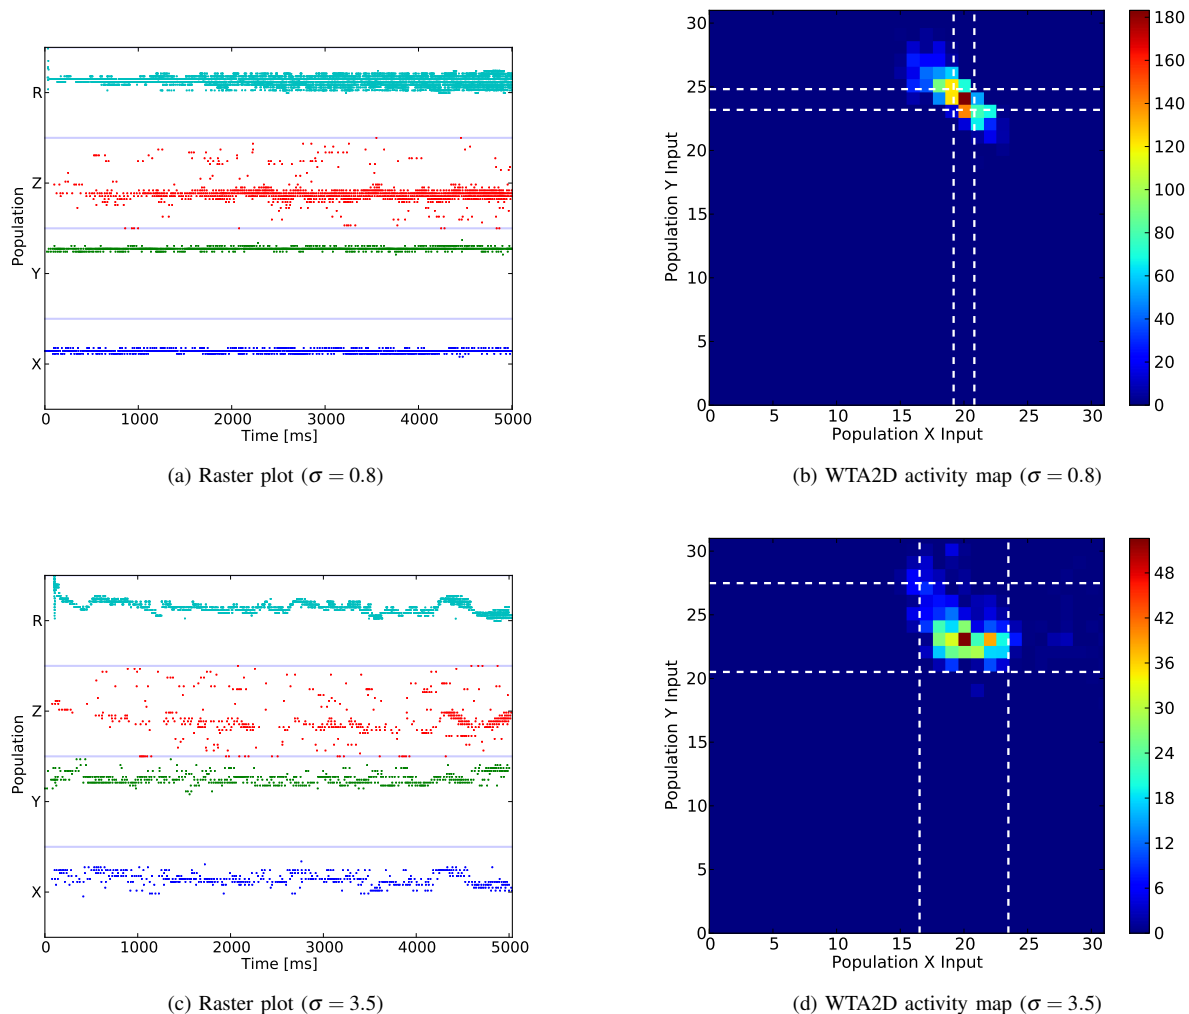 R
Z
Y
X
Population
0 1000 2000 3000 4000 5000
Time [ms]
(a) Raster plot (σ = 0.8)
30
25
20
15
10
5
0
Population Y Input
0 5 10 15 20 25 30
Population X Input
180
160
140
120
100
80
60
40
20
0
(b) WTA2D activity map (σ = 0.8)
R
Z
Y
X
Population
0 1000 2000 3000 4000 5000
Time [ms]
(c) Raster plot (σ = 3.5)
30
25
20
15
10
5
0
Population Y Input
0 5 10 15 20 25 30
Population X Input
48
42
36
30
24
18
12
6
0
(d) WTA2D activity map (σ = 3.5)